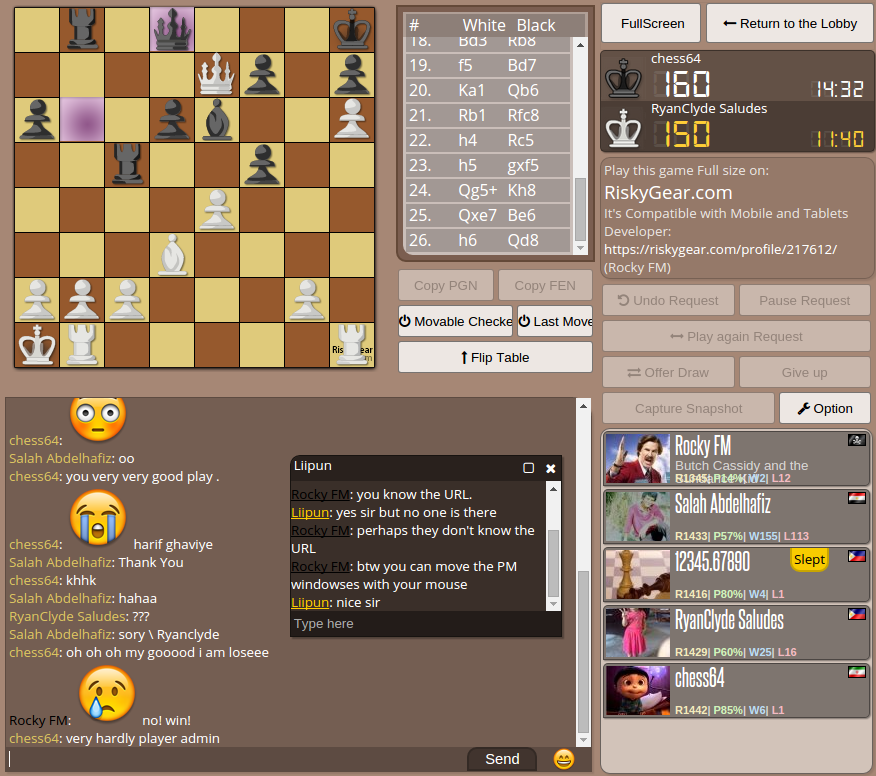 # White Black
18. Bd3 Rb8
19. f5 Bd7
20. Ka1 Qb6
21. Rb1 Rfc8
22. h4 Rc5
23. h5 gxf5
24. Qg5+ Kh8
25. Qxe7 Be6
26. h6 Qd8
Copy PGN
Copy FEN
Movable Checke
Last Move
Flip Table
FullScreen
Return to the Lobby
chess64
160 14:32
RyanClyde Saludes
150 11:40
Play this game Full size on:
RiskyGear.com
It's Compatible with Mobile and Tablets
Developer:
https://riskygear.com/profile/217612/
(Rocky FM)
Undo Request
Pause Request
Play again Request
Offer Draw
Give up
Capture Snapshot
Option
Rocky FM
Butch Cassidy and the
Salah Abdelhafiz
R1433| P57%| W155| L113
12345.67890
Slept
R1416| P80%| W4| L1
RyanClyde Saludes
R1429| P60%| W25| L16
chess64
R1442| P85%| W6| L1
chess64:
Salah Abdelhafiz: oo
chess64: you very very good play .
chess64: harif ghaviye
Salah Abdelhafiz: Thank You
chess64: khhk
Salah Abdelhafiz: hahaa
RyanClyde Saludes: ???
Salah Abdelhafiz: sory \ Ryanclyde
chess64: oh oh oh my gooood i am loseee
Rocky FM: no! win!
chess64: very hardly player admin
Send
Liipun
Rocky FM: you know the URL.
Liipun: yes sir but no one is there
Rocky FM: perhaps they don't know the
URL
Rocky FM: btw you can move the PM
windowses with your mouse
Liipun: nice sir
Type here